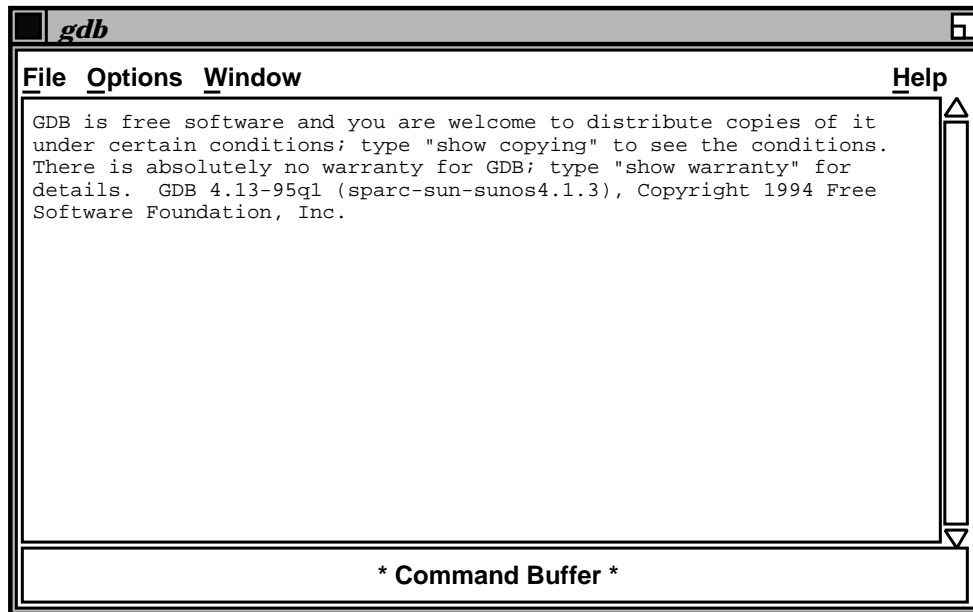 gdb
File Options Window Help
GDB is free software and you are welcome to distribute copies of it
under certain conditions; type "show copying" to see the conditions.
There is absolutely no warranty for GDB; type "show warranty" for
details.  GDB 4.13-95q1 (sparc-sun-sunos4.1.3), Copyright 1994 Free
Software Foundation, Inc.
* Command Buffer *